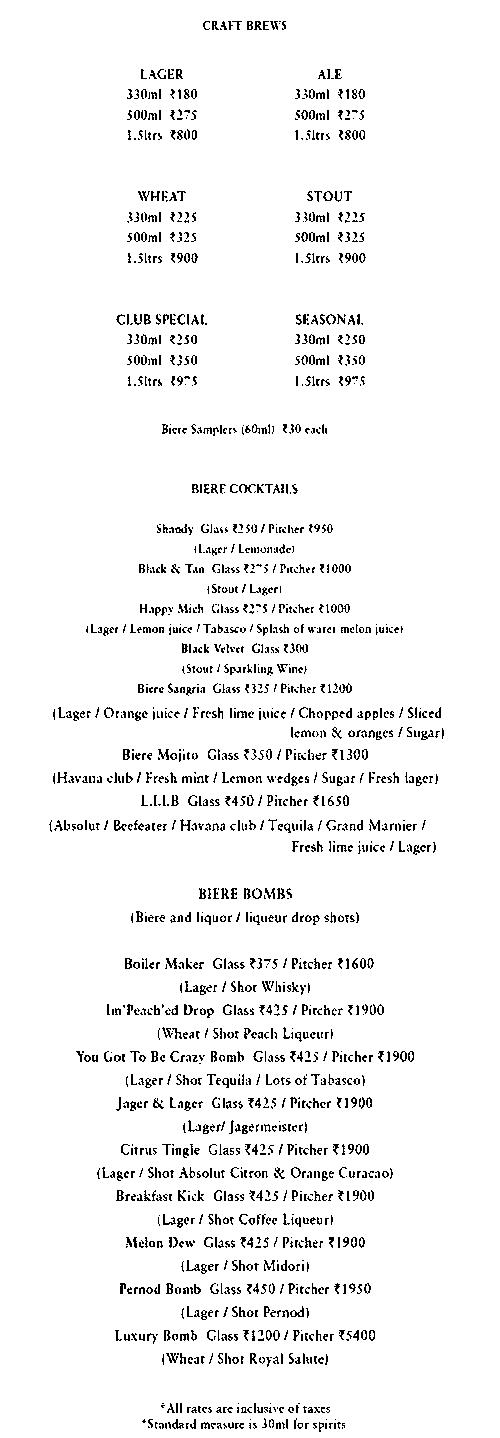 CRAFT BREWS
LAGER
330ml ₹180
500ml ₹275
1.5ltrs ₹800
ALE
330ml ₹180
500ml ₹275
1.5ltrs ₹800
WHEAT
330ml ₹225
500ml ₹325
1.5ltrs ₹900
STOUT
330ml ₹225
500ml ₹325
1.5ltrs ₹900
CLUB SPECIAL
330ml ₹250
500ml ₹350
1.5ltrs ₹975
SEASONAL
330ml ₹250
500ml ₹350
1.5ltrs ₹975
Biere Samplers (60ml) ₹30 each
BIERE COCKTAILS
Shandy Glass ₹250 / Pitcher ₹950
(Lager / Lemonade)
Black & Tan Glass ₹275 / Pitcher ₹1000
(Stout / Lager)
Happy Mich Glass ₹275 / Pitcher ₹1000
(Lager / Lemon juice / Tabasco / Splash of water melon juice)
Black Velvet Glass ₹300
(Stout / Sparkling Wine)
Biere Sangria Glass ₹325 / Pitcher ₹1200
(Lager / Orange juice / Fresh lime juice / Chopped apples / Sliced
lemon & oranges / Sugar)
Biere Mojito Glass ₹350 / Pitcher ₹1300
(Havana club / Fresh mint / Lemon wedges / Sugar / Fresh lager)
L.I.I.B Glass ₹450 / Pitcher ₹1650
(Absolut / Beefeater / Havana club / Tequila / Grand Marnier /
Fresh lime juice / Lager)
BIERE BOMBS
(Biere and liquor / liqueur drop shots)
Boiler Maker Glass ₹375 / Pitcher ₹1600
(Lager / Shot Whisky)
Im'Peach'ed Drop Glass ₹425 / Pitcher ₹1900
(Wheat / Shot Peach Liqueur)
You Got To Be Crazy Bomb Glass ₹425 / Pitcher ₹1900
(Lager / Shot Tequila / Lots of Tabasco)
Jager & Lager Glass ₹425 / Pitcher ₹1900
(Lager/ Jagermeister)
Citrus Tingle Glass ₹425 / Pitcher ₹1900
(Lager / Shot Absolut Citron & Orange Curacao)
Breakfast Kick Glass ₹425 / Pitcher ₹1900
(Lager / Shot Coffee Liqueur)
Melon Dew Glass ₹425 / Pitcher ₹1900
(Lager / Shot Midori)
Pernod Bomb Glass ₹450 / Pitcher ₹1950
(Lager / Shot Pernod)
Luxury Bomb Glass ₹1200 / Pitcher ₹5400
(Wheat / Shot Royal Salute)
*All rates are inclusive of taxes
*Standard measure is 30ml for spirits